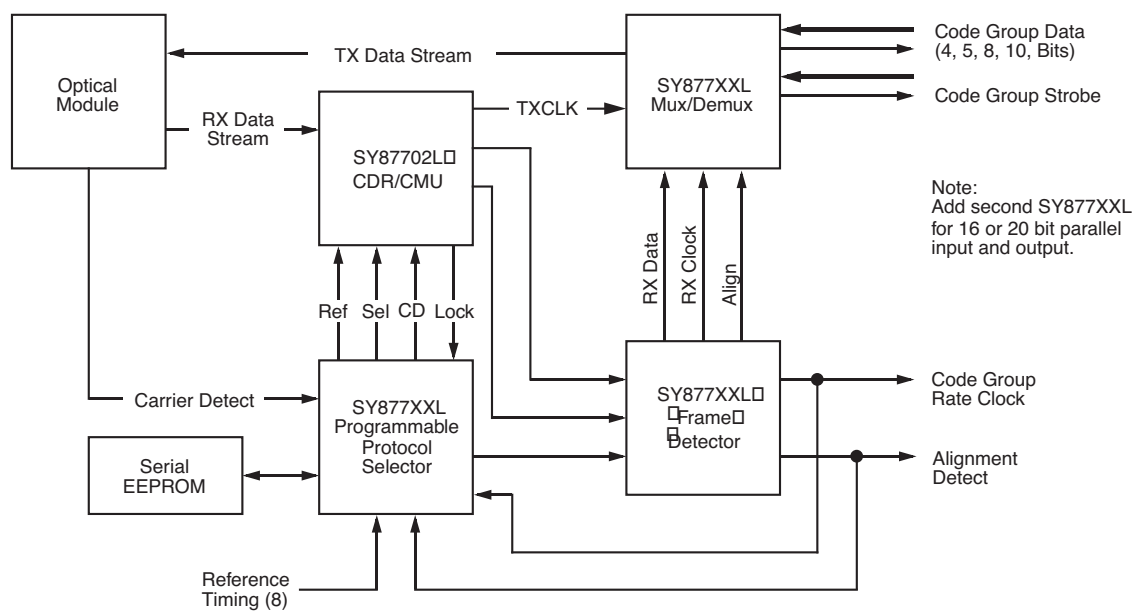 Optical
Module
TX Data Stream
RX Data
Stream
SY87702L□
CDR/CMU
TXCLK
SY877XXL
Mux/Demux
Code Group Data
(4, 5, 8, 10, Bits)
Code Group Strobe
Note:
Add second SY877XXL
for 16 or 20 bit parallel
input and output.
RX Data
RX Clock
Align
Ref
Sel
CD
Lock
Carrier Detect
SY877XXL
Programmable
Protocol
Selector
SY877XXL□
□Frame□
□Detector
Code Group
Rate Clock
Alignment
Detect
Serial
EEPROM
Reference
Timing (8)